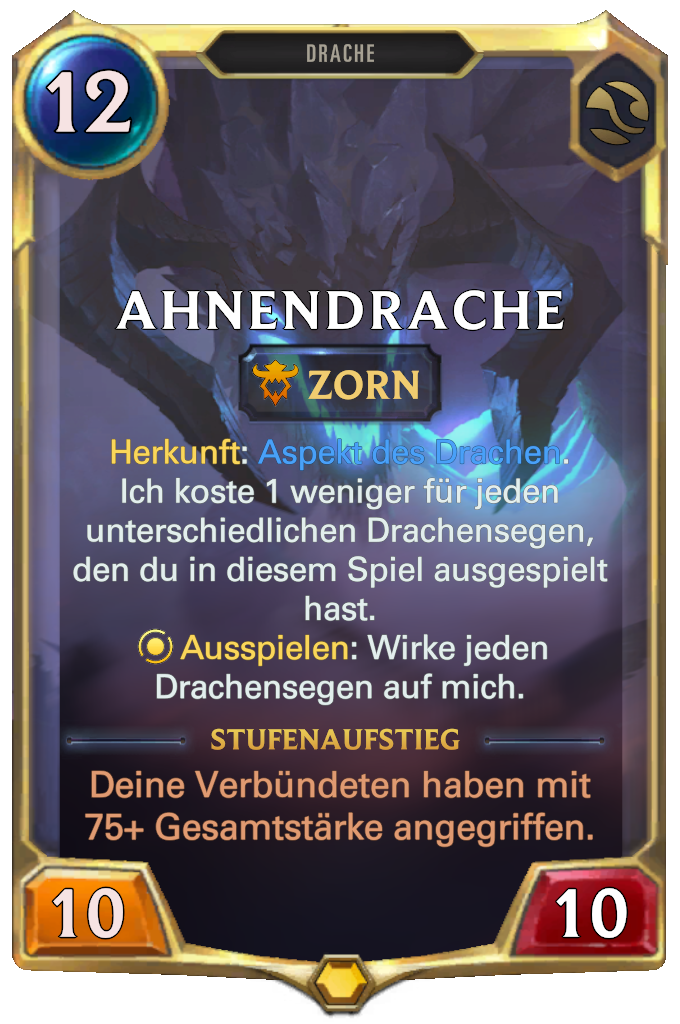 12
DRACHE
AHNENDRACHE
ZORN
Herkunft: Aspekt des Drachen.
Ich koste 1 weniger für jeden
unterschiedlichen Drachensegen,
den du in diesem Spiel ausgespielt
hast.
Ausspielen: Wirke jeden
Drachensegen auf mich.
STUFENAUFSTIEG
Deine Verbündeten haben mit
75+ Gesamtstärke angegriffen.
10
10